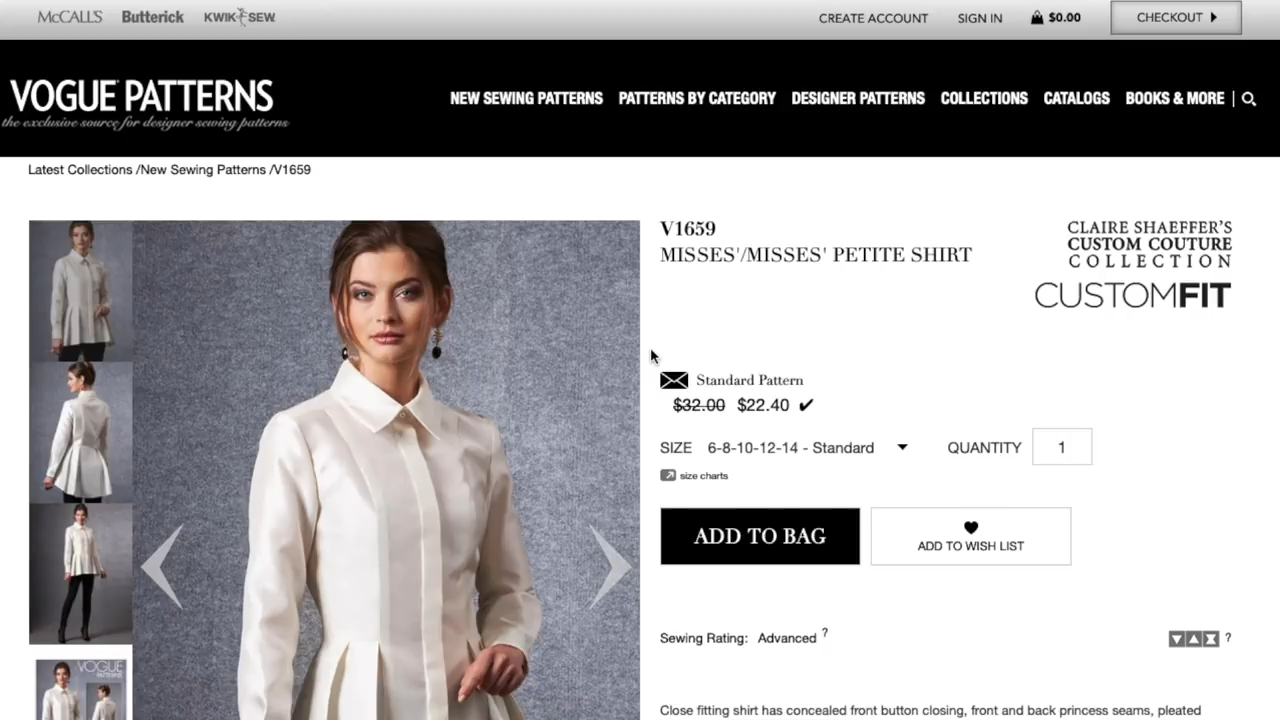 McCALL'S Butterick KWIK SEW CREATE ACCOUNT SIGN IN $0.00 CHECKOUT
VOGUE PATTERNS NEW SEWING PATTERNS PATTERNS BY CATEGORY DESIGNER PATTERNS COLLECTIONS CATALOGS BOOKS & MORE
the exclusive source for designer sewing patterns
Latest Collections /New Sewing Patterns /V1659
V1659
MISSES'/MISSES' PETITE SHIRT
CLAIRE SHAEFFER'S
CUSTOM COUTURE
COLLECTION
CUSTOMFIT
Standard Pattern
$32.00 $22.40 ✔
SIZE 6-8-10-12-14 - Standard QUANTITY 1
size charts
ADD TO BAG
ADD TO WISH LIST
Sewing Rating: Advanced ?
?
VOGUE
PATTERNS
Close fitting shirt has concealed front button closing, front and back princess seams, pleated